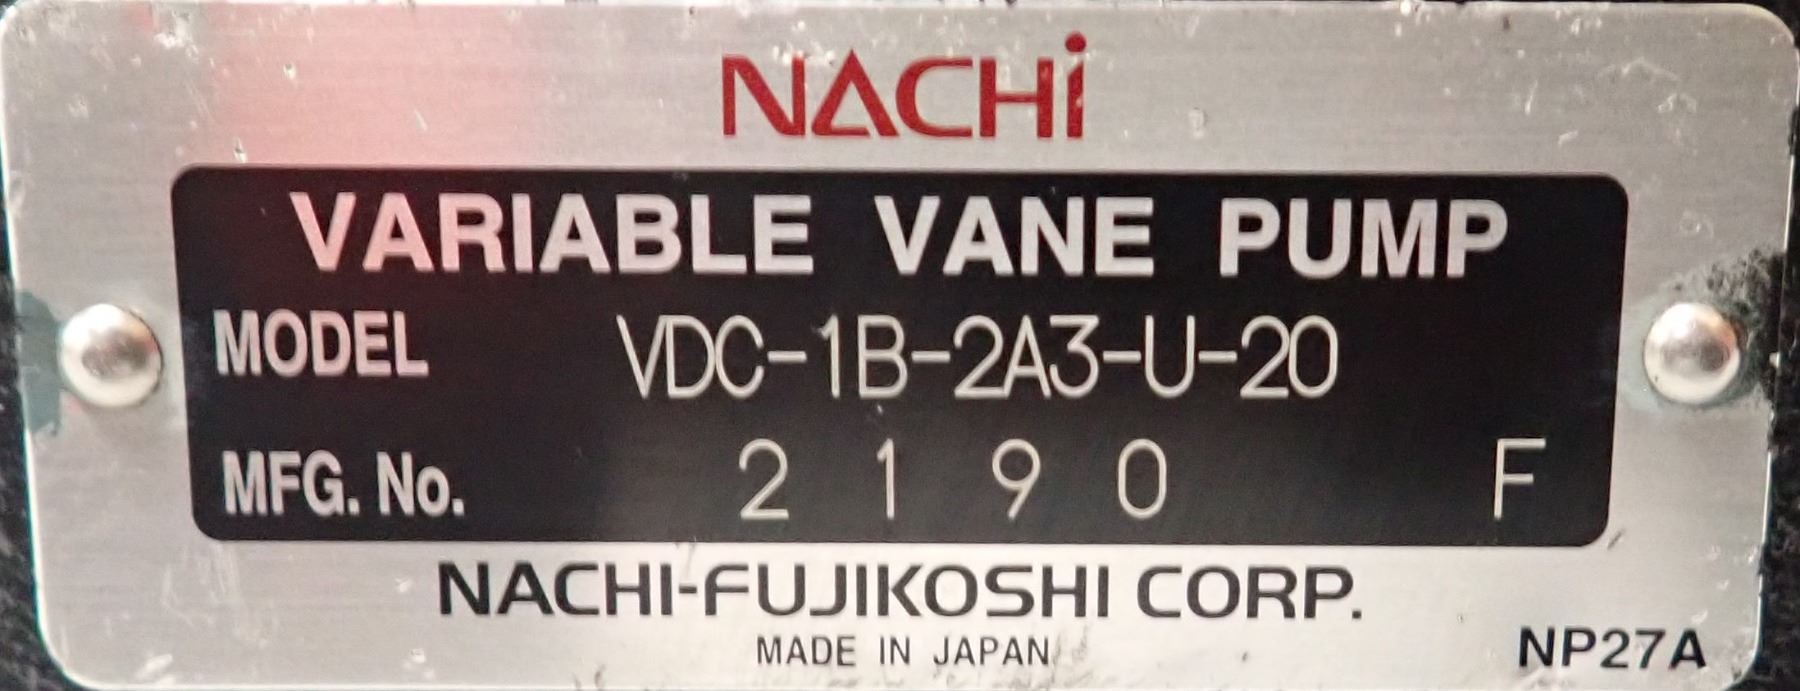 NACHi
VARIABLE VANE PUMP
MODEL VDC-1B-2A3-U-20
MFG. No. 2 1 9 0 F
NACHI-FUJIKOSHI CORP.
MADE IN JAPAN
NP27A